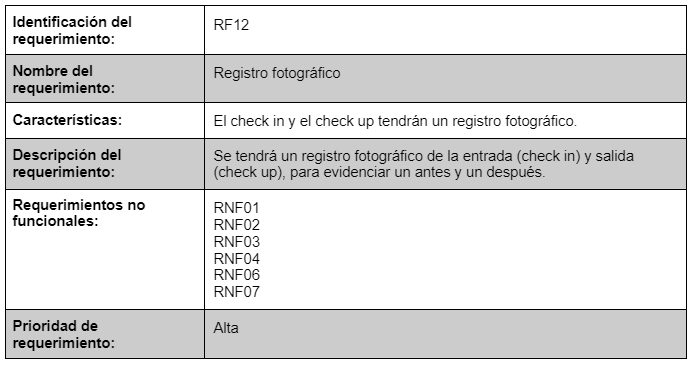 Identificación del
requerimiento:
RF12
Nombre del
requerimiento:
Registro fotográfico
Características:
El check in y el check up tendrán un registro fotográfico.
Descripción del
requerimiento:
Se tendrá un registro fotográfico de la entrada (check in) y salida
(check up), para evidenciar un antes y un después.
Requerimientos no
funcionales:
RNF01
RNF02
RNF03
RNF04
RNF06
RNF07
Prioridad de
requerimiento:
Alta